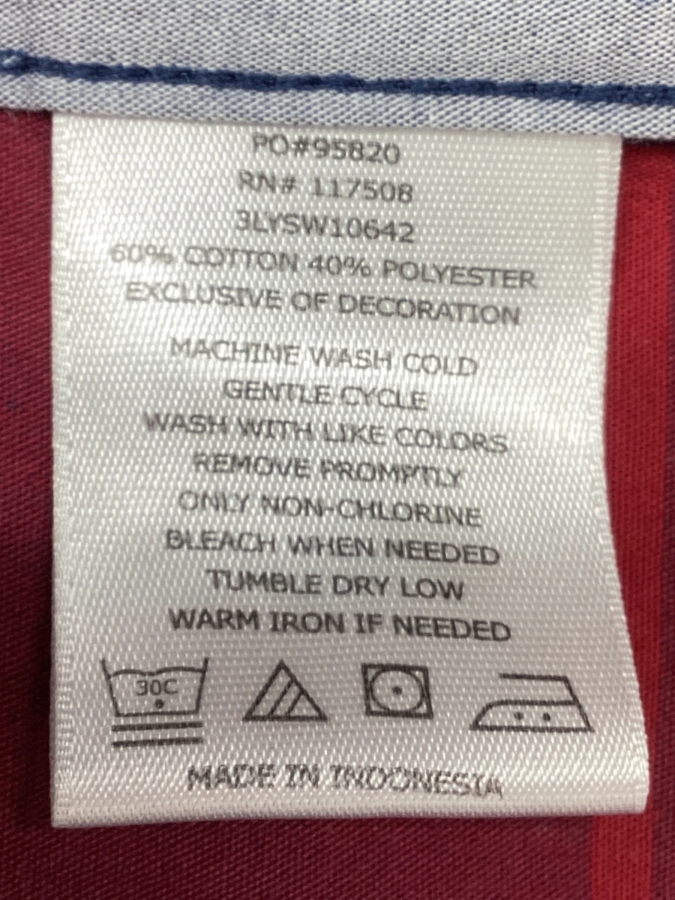 PO#95820
RN# 117508
3LYSW10642
60% COTTON 40% POLYESTER
EXCLUSIVE OF DECORATION
MACHINE WASH COLD
GENTLE CYCLE
WASH WITH LIKE COLORS
REMOVE PROMPTLY
ONLY NON-CHLORINE
BLEACH WHEN NEEDED
TUMBLE DRY LOW
WARM IRON IF NEEDED
30C
MADE IN INDONESIA